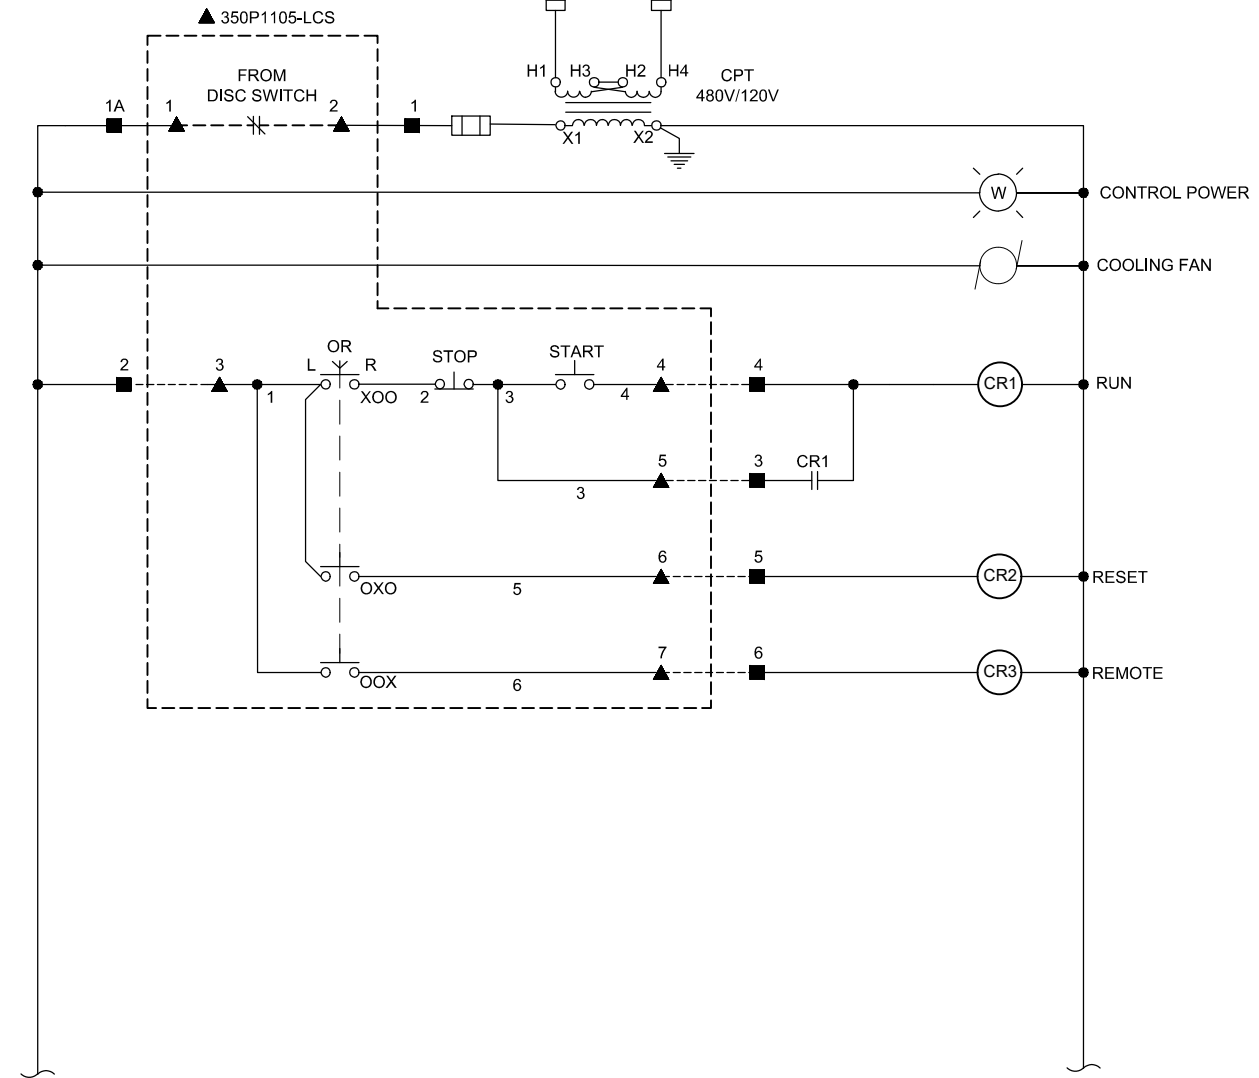 350P1105-LCS
H1 H3 H2 H4 CPT
480V/120V
FROM
DISC SWITCH
1A 1 2 1
X1 X2
W CONTROL POWER
COOLING FAN
OR
L R STOP START
2 3 4 4
1 XOO 2 3 4 CR1 RUN
5 3 CR1
3
6 5
OXO 5 CR2 RESET
7 6
OOX 6 CR3 REMOTE